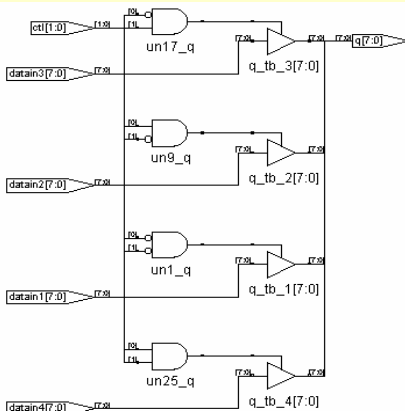 ctl[1:0] [1:0] [0] [1] un17_q [7:0] q_tb_3[7:0] [7:0] [7:0] q[7:0]
datain3[7:0] [7:0]
[0] [1] un9_q [7:0] q_tb_2[7:0] [7:0]
datain2[7:0] [7:0]
[0] [1] un1_q [7:0] q_tb_1[7:0] [7:0]
datain1[7:0] [7:0]
[0] [1] un25_q [7:0] q_tb_4[7:0] [7:0]
datain4[7:0] [7:0]